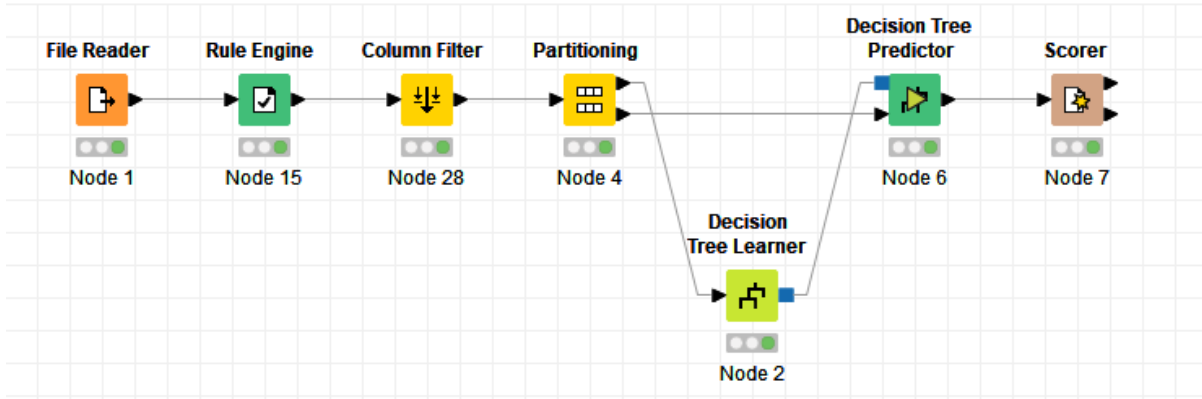 File Reader
Rule Engine
Column Filter
Partitioning
Decision Tree
Predictor
Scorer
Node 1
Node 15
Node 28
Node 4
Node 6
Node 7
Decision
Tree Learner
Node 2